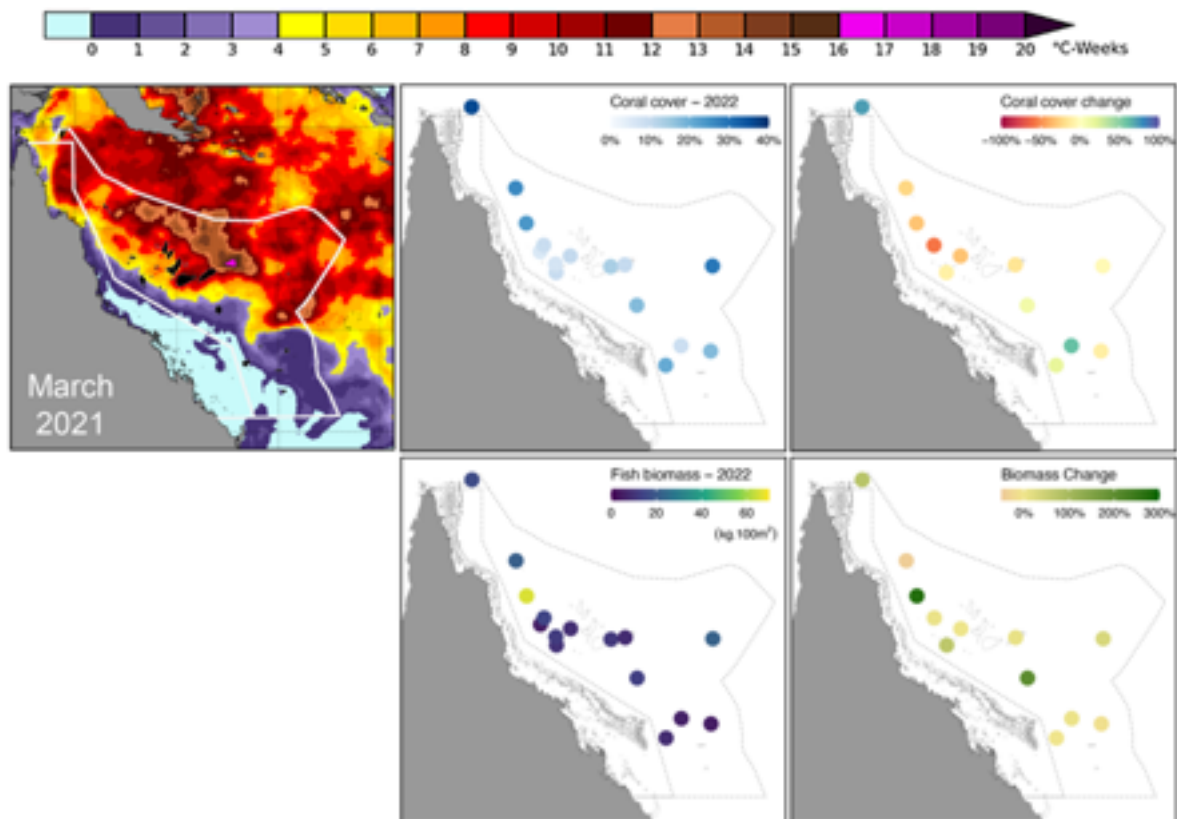 0 1 2 3 4 5 6 7 8 9 10 11 12 13 14 15 16 17 18 19 20 °C-Weeks
March
2021
Coral cover – 2022
0% 10% 20% 30% 40%
Coral cover change
−100% −50% 0% 50% 100%
Fish biomass – 2022
0 20 40 60
(kg.100m²)
Biomass Change
0% 100% 200% 300%